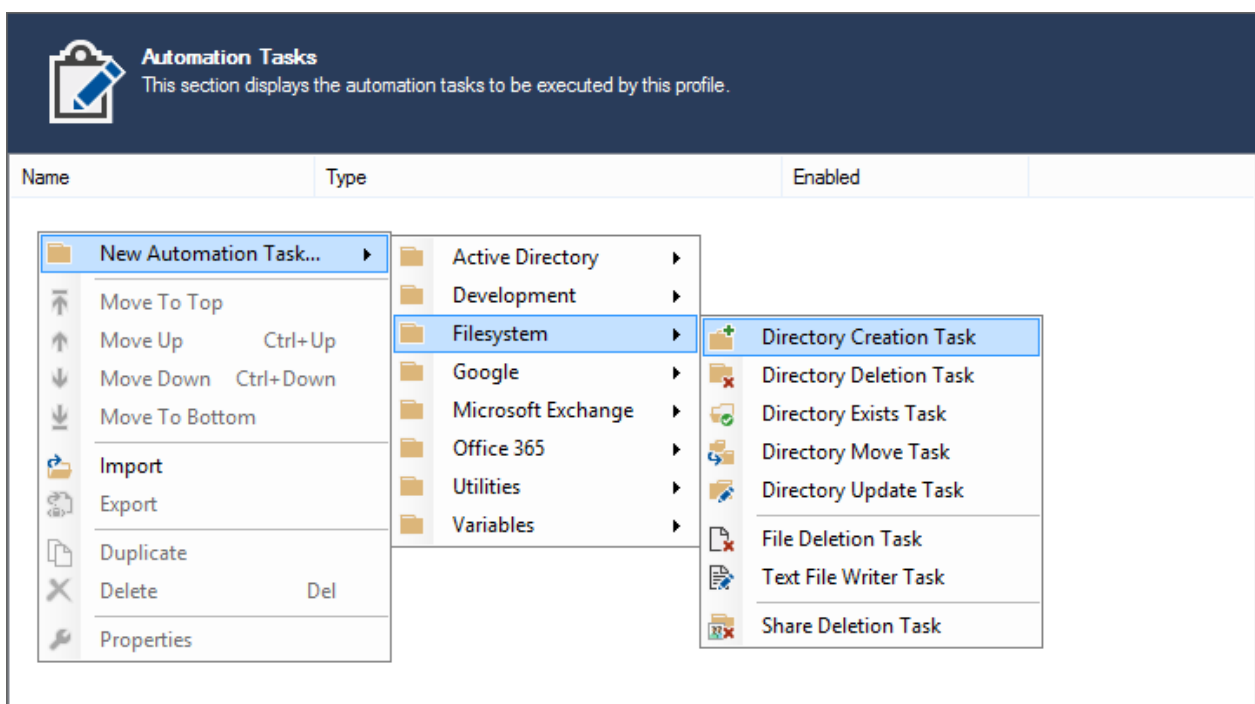 Automation Tasks
This section displays the automation tasks to be executed by this profile.
Name Type Enabled
New Automation Task...
Move To Top
Move Up Ctrl+Up
Move Down Ctrl+Down
Move To Bottom
Import
Export
Duplicate
Delete Del
Properties
Active Directory
Development
Filesystem
Google
Microsoft Exchange
Office 365
Utilities
Variables
Directory Creation Task
Directory Deletion Task
Directory Exists Task
Directory Move Task
Directory Update Task
File Deletion Task
Text File Writer Task
Share Deletion Task